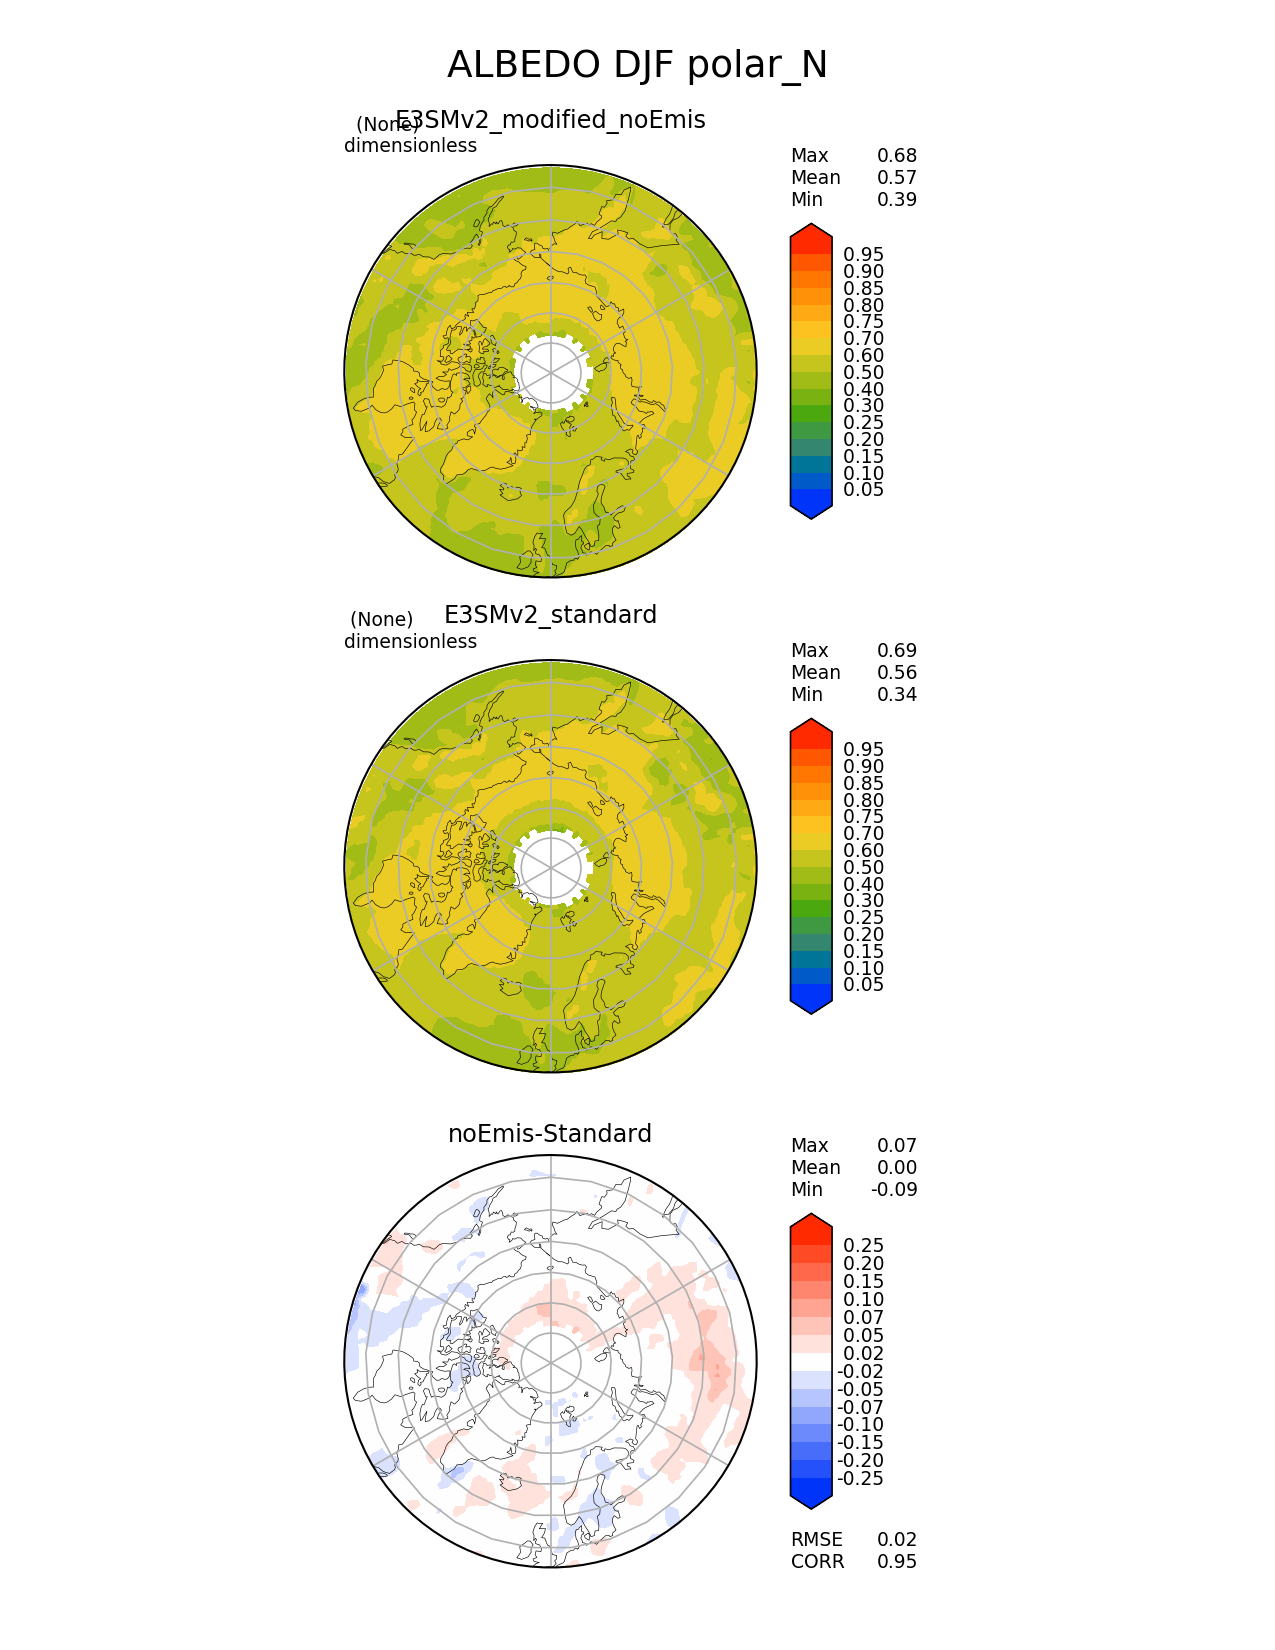 ALBEDO DJF polar_N
E3SMv2_modified_noEmis
(None)
dimensionless
Max 0.68
Mean 0.57
Min 0.39
0.95
0.90
0.85
0.80
0.75
0.70
0.60
0.50
0.40
0.30
0.25
0.20
0.15
0.10
0.05
(None) E3SMv2_standard
dimensionless
Max 0.69
Mean 0.56
Min 0.34
0.95
0.90
0.85
0.80
0.75
0.70
0.60
0.50
0.40
0.30
0.25
0.20
0.15
0.10
0.05
noEmis-Standard
Max 0.07
Mean 0.00
Min -0.09
0.25
0.20
0.15
0.10
0.07
0.05
0.02
-0.02
-0.05
-0.07
-0.10
-0.15
-0.20
-0.25
RMSE 0.02
CORR 0.95